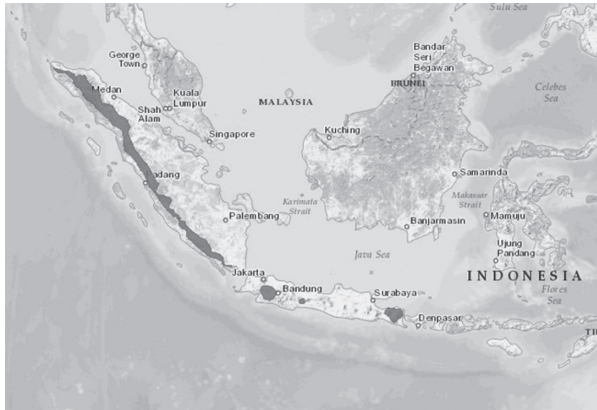 Sulu Sea
Bandar
Seri
Begawan
BRUNEI
George
Town
Celebes
Sea
Medan
Kuala
Lumpur
Shah
Alam
MALAYSIA
Singapore
Kuching
Samarinda
Padang
Karimata
Strait
Makassar
Strait
Palembang
Mamuju
Banjarmasin
Ujung
Pandang
Java Sea
Jakarta
INDONESIA
Bandung
Surabaya
Flores
Sea
Denpasar